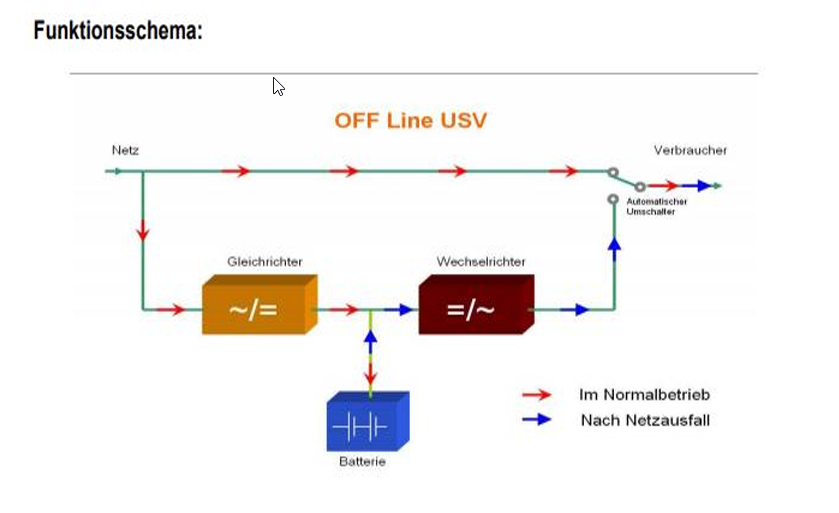 Funktionsschema:
OFF Line USV
Netz
Verbraucher
Automatischer
Umschalter
Gleichrichter
Wechselrichter
~/=
=/~
Im Normalbetrieb
Nach Netzausfall
Batterie